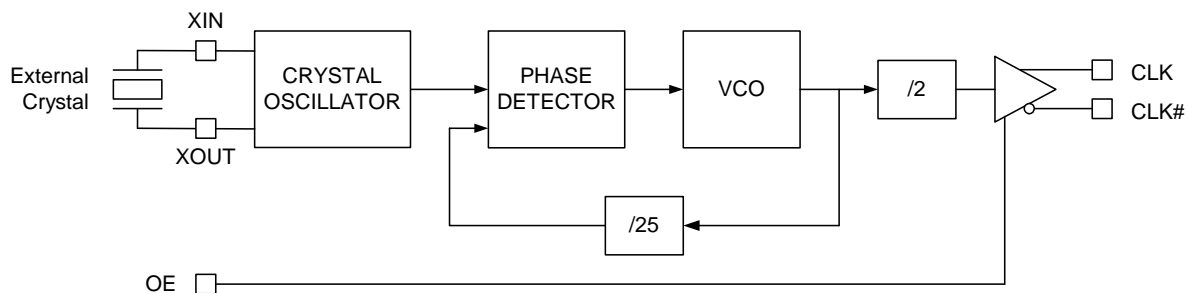 XIN
External
Crystal
XOUT
CRYSTAL
OSCILLATOR
PHASE
DETECTOR
VCO
/2
CLK
CLK#
/25
OE